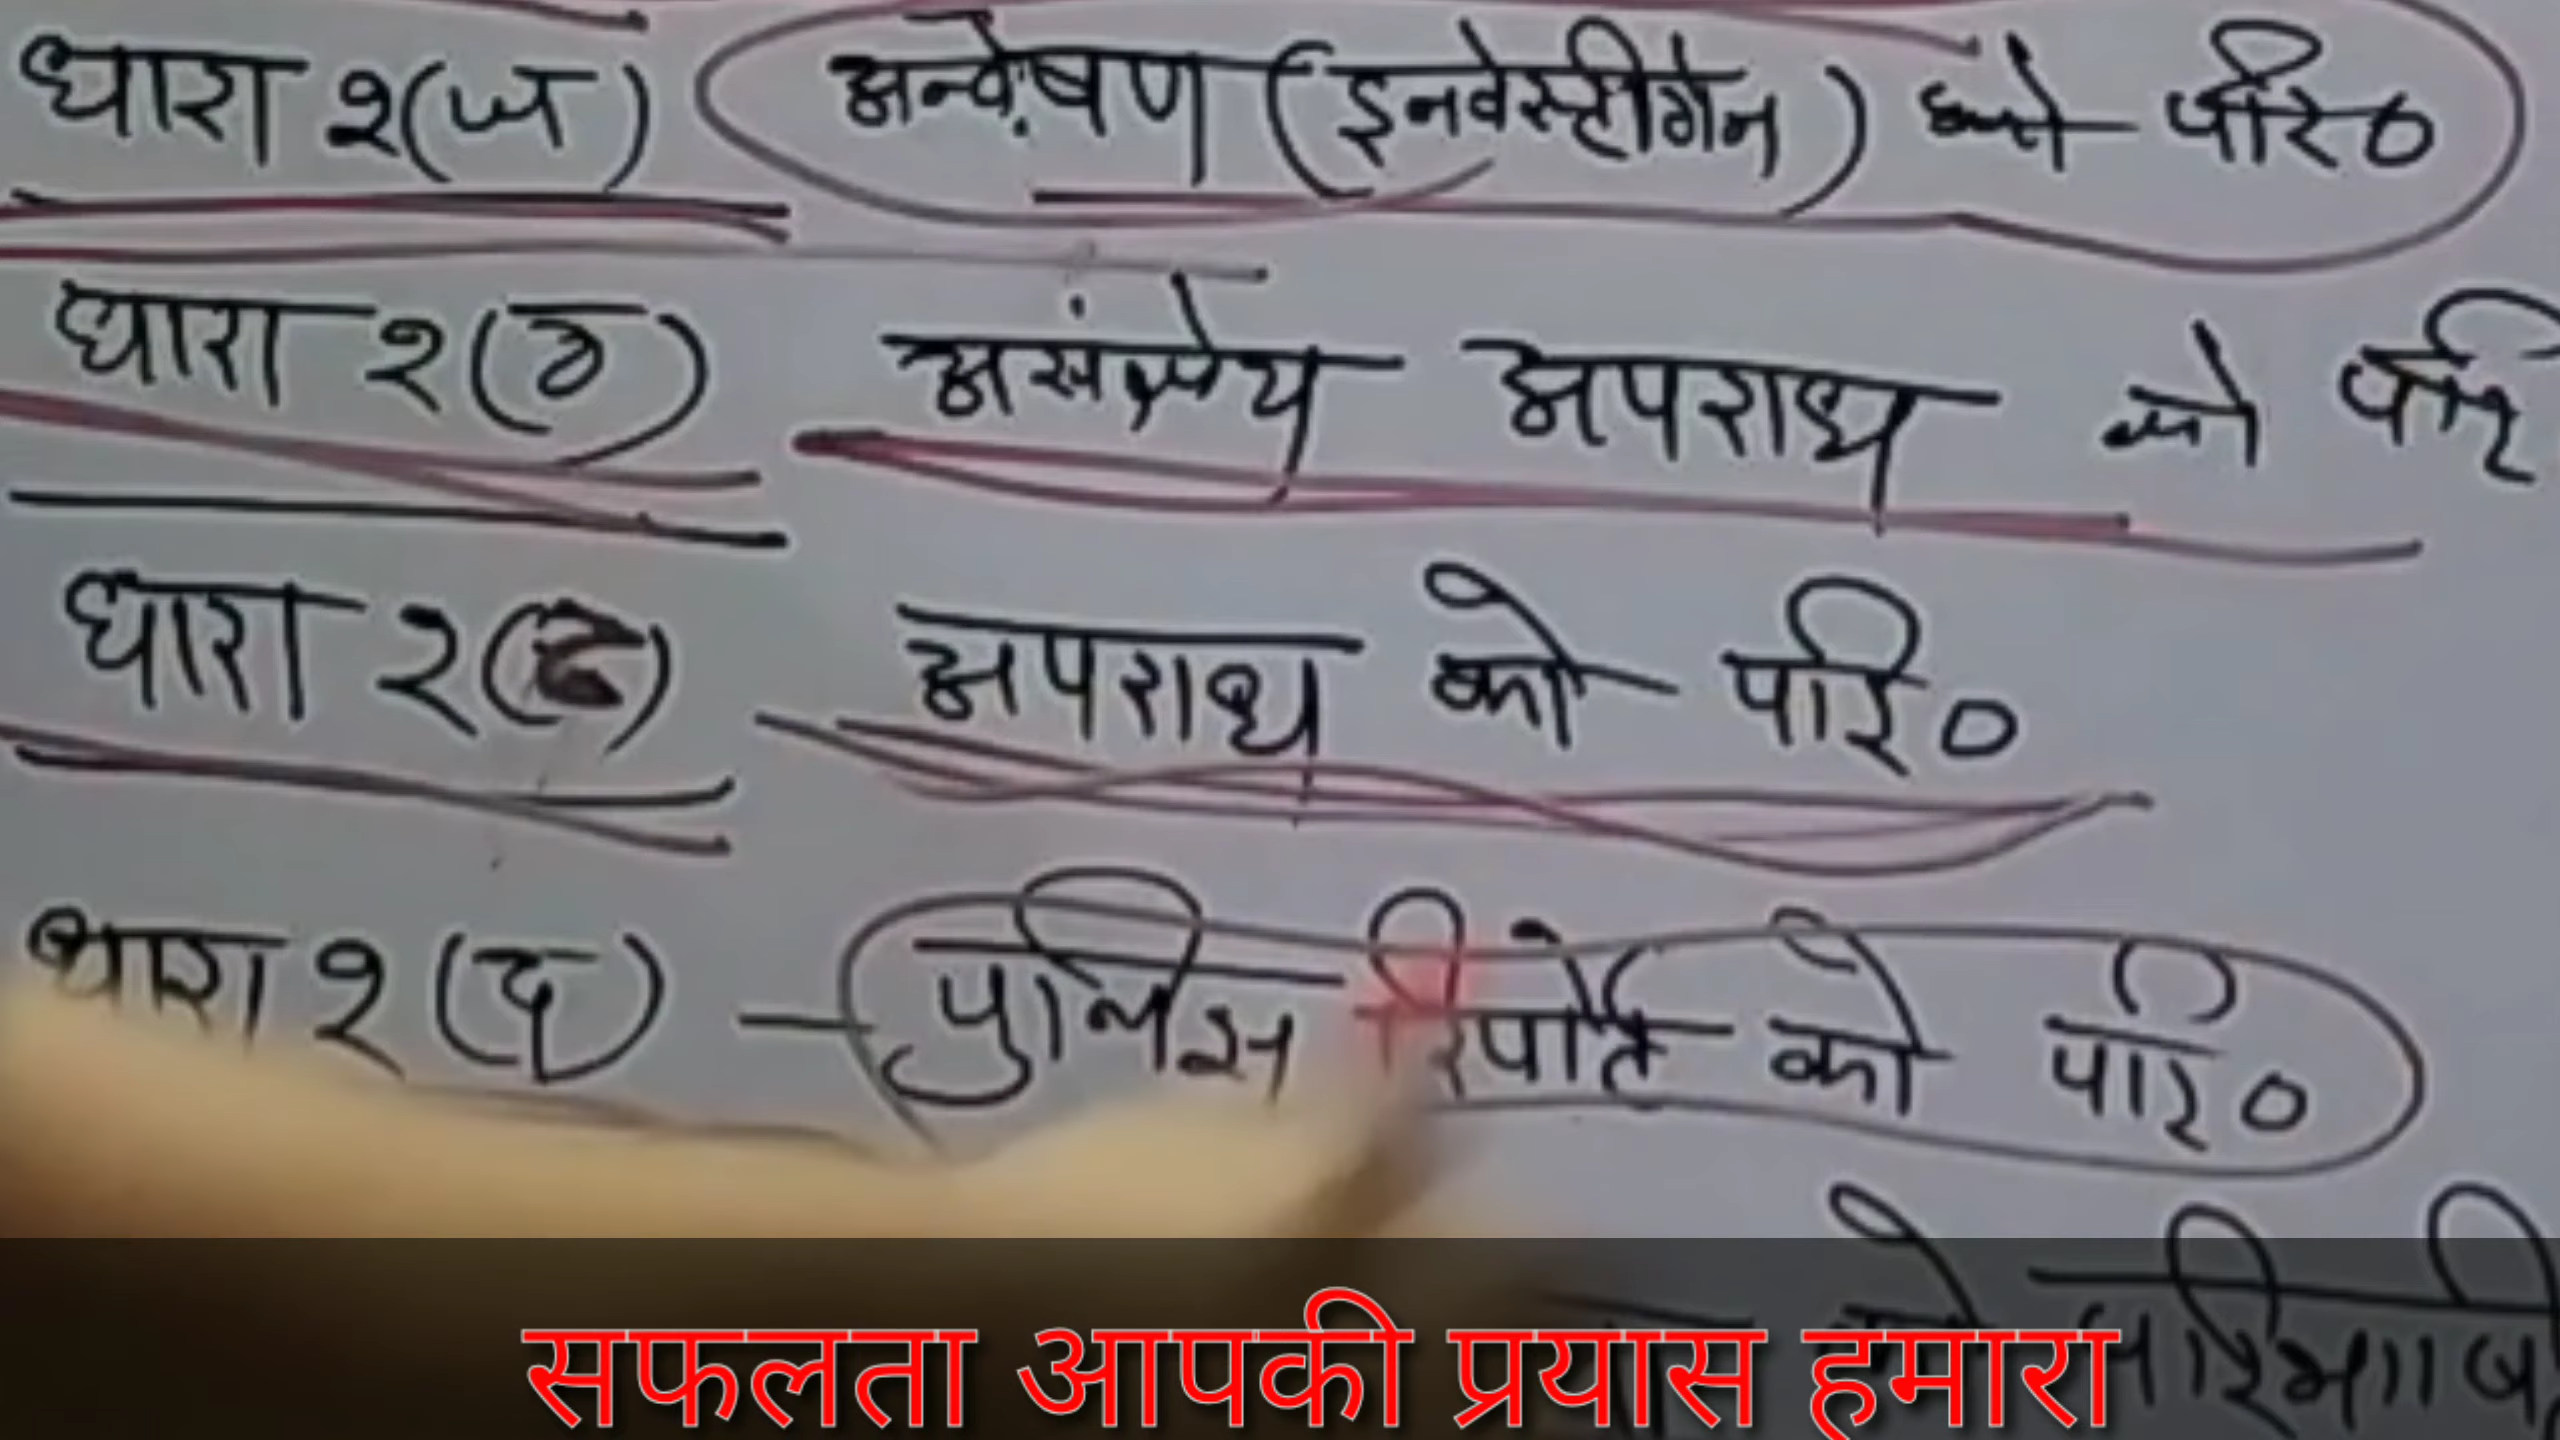 धारा २(ज) अन्वेषण (इनवेस्टीगेन) को परि०
धारा २(ठ) असंज्ञेय अपराध को परि
धारा २(ढ) अपराध को परि०
धारा २(द) - पुलिस रिपोर्ट को परि०
को परिभाषि
सफलता आपकी प्रयास हमारा